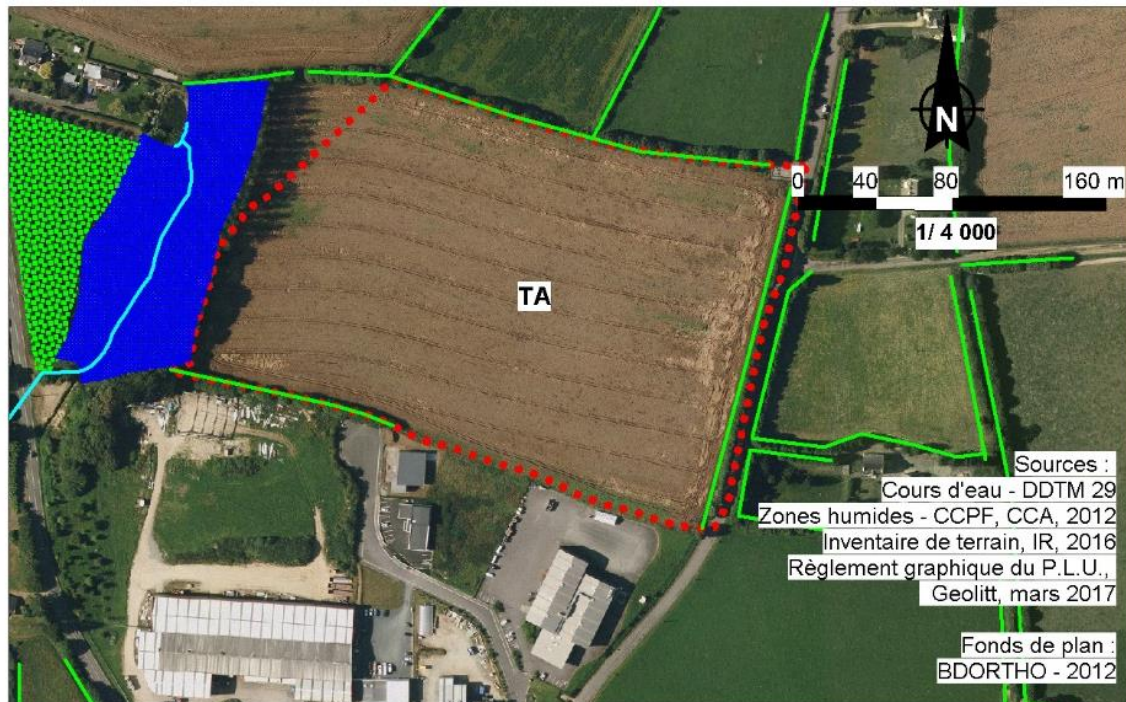 N
0 40 80 160 m
1/ 4 000
TA
Sources :
Cours d'eau - DDTM 29
Zones humides - CCPF, CCA, 2012
Inventaire de terrain, IR, 2016
Règlement graphique du P.L.U.,
Geolitt, mars 2017
Fonds de plan :
BDORTHO - 2012